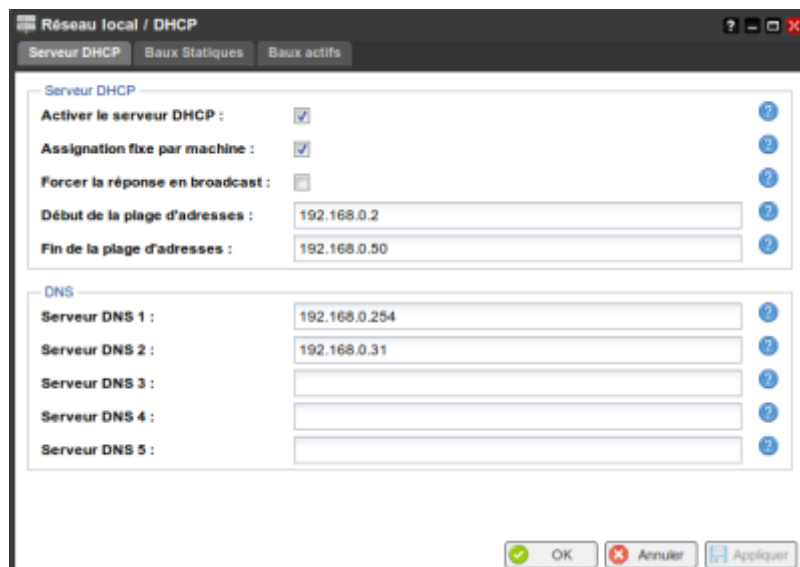 Réseau local / DHCP
Serveur DHCP Baux Statiques Baux actifs
Serveur DHCP
Activer le serveur DHCP :
Assignation fixe par machine :
Forcer la réponse en broadcast :
Début de la plage d'adresses : 192.168.0.2
Fin de la plage d'adresses : 192.168.0.50
DNS
Serveur DNS 1 : 192.168.0.254
Serveur DNS 2 : 192.168.0.31
Serveur DNS 3 :
Serveur DNS 4 :
Serveur DNS 5 :
OK Annuler Appliquer